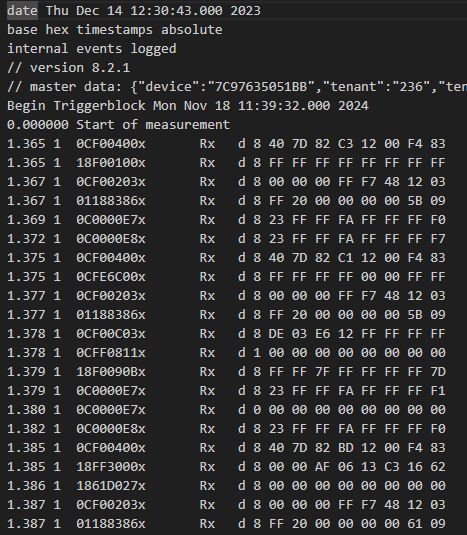 date Thu Dec 14 12:30:43.000 2023
base hex timestamps absolute
internal events logged
// version 8.2.1
// master data: {"device":"7C97635051BB","tenant":"236","ten
Begin Triggerblock Mon Nov 18 11:39:32.000 2024
0.000000 Start of measurement
1.365 1 0CF00400x Rx d 8 40 7D 82 C3 12 00 F4 83
1.365 1 18F00100x Rx d 8 FF FF FF FF FF FF FF FF
1.367 1 0CF00203x Rx d 8 00 00 00 FF F7 48 12 03
1.367 1 01188386x Rx d 8 FF 20 00 00 00 00 5B 09
1.369 1 0C0000E7x Rx d 8 23 FF FF FA FF FF FF F0
1.372 1 0C0000E8x Rx d 8 23 FF FF FA FF FF FF F7
1.375 1 0CF00400x Rx d 8 40 7D 82 C1 12 00 F4 83
1.375 1 0CFE6C00x Rx d 8 FF FF FF FF 00 00 FF FF
1.377 1 0CF00203x Rx d 8 00 00 00 FF F7 48 12 03
1.377 1 01188386x Rx d 8 FF 20 00 00 00 00 5B 09
1.378 1 0CF00C03x Rx d 8 DE 03 E6 12 FF FF FF FF
1.378 1 0CFF0811x Rx d 1 00 00 00 00 00 00 00 00
1.379 1 18F0090Bx Rx d 8 FF FF 7F FF FF FF FF 7D
1.379 1 0C0000E7x Rx d 8 23 FF FF FA FF FF FF F1
1.380 1 0C0000E7x Rx d 0 00 00 00 00 00 00 00 00
1.382 1 0C0000E8x Rx d 8 23 FF FF FA FF FF FF F0
1.385 1 0CF00400x Rx d 8 40 7D 82 BD 12 00 F4 83
1.385 1 18FF3000x Rx d 8 00 00 AF 06 13 C3 16 62
1.386 1 1861D027x Rx d 8 00 00 00 00 00 00 00 00
1.387 1 0CF00203x Rx d 8 00 00 00 FF F7 48 12 03
1.387 1 01188386x Rx d 8 FF 20 00 00 00 00 61 09